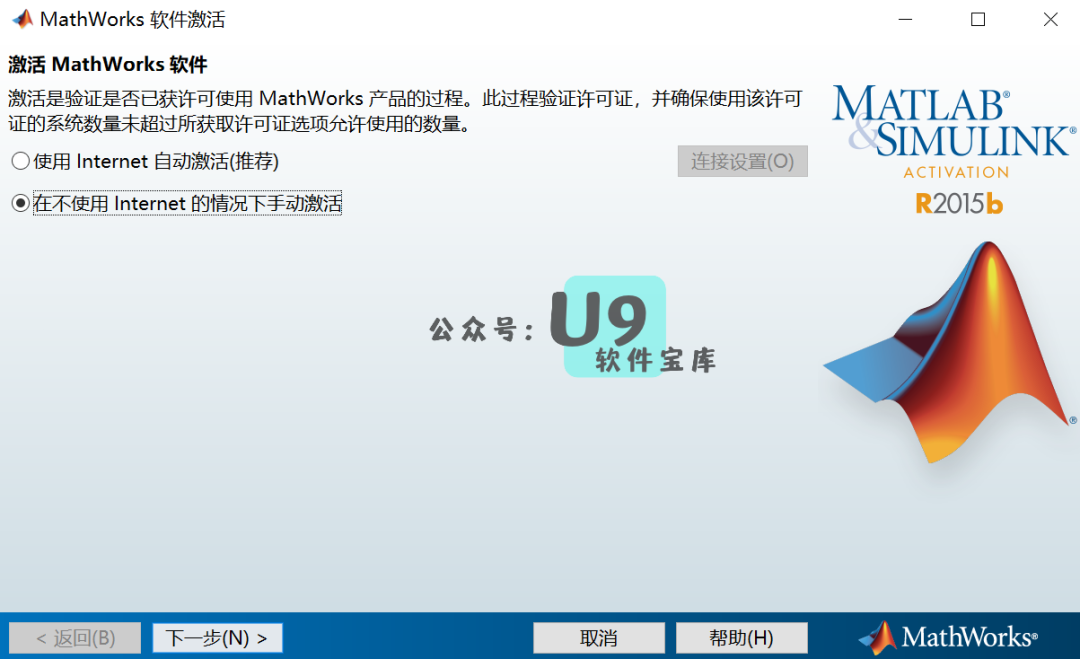 MathWorks 软件激活
激活 MathWorks 软件
激活是验证是否已获许可使用 MathWorks 产品的过程。此过程验证许可证，并确保使用该许可
证的系统数量未超过所获取许可证选项允许使用的数量。
使用 Internet 自动激活(推荐)
连接设置(O)
在不使用 Internet 的情况下手动激活
MATLAB®
&SIMULINK®
ACTIVATION
R2015b
®
公众号：U9
软件宝库
< 返回(B)
下一步(N) >
取消
帮助(H)
MathWorks®